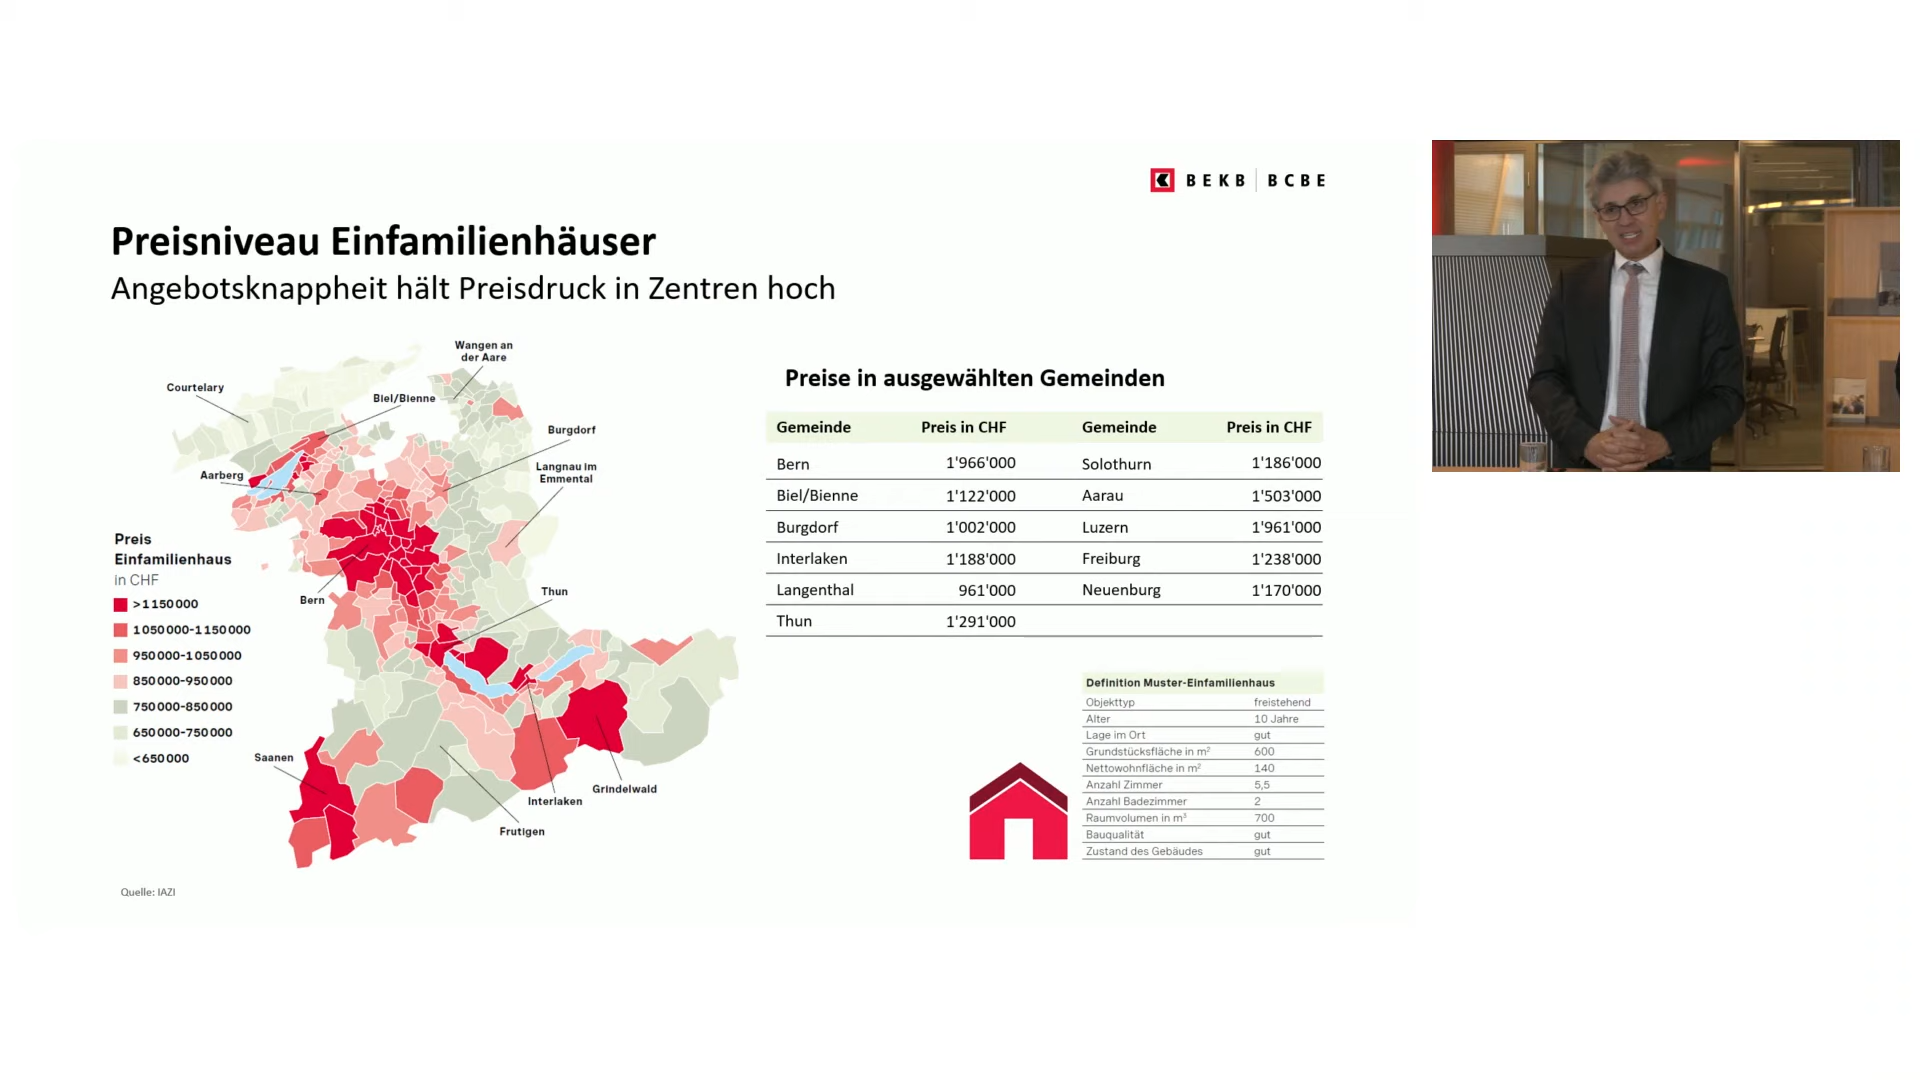 BEKB | BCBE
Preisniveau Einfamilienhäuser
Angebotsknappheit hält Preisdruck in Zentren hoch
Wangen an
der Aare
Courtelary
Biel/Bienne
Burgdorf
Langnau im
Emmental
Aarberg
Bern
Thun
Saanen
Grindelwald
Interlaken
Frutigen
Preis
Einfamilienhaus
in CHF
>1150000
1050000-1150000
950000-1050000
850000-950000
750000-850000
650000-750000
<650000
Quelle: IAZI
Preise in ausgewählten Gemeinden
Gemeinde Preis in CHF Gemeinde Preis in CHF
Bern 1'966'000 Solothurn 1'186'000
Biel/Bienne 1'122'000 Aarau 1'503'000
Burgdorf 1'002'000 Luzern 1'961'000
Interlaken 1'188'000 Freiburg 1'238'000
Langenthal 961'000 Neuenburg 1'170'000
Thun 1'291'000
Definition Muster-Einfamilienhaus
Objekttyp freistehend
Alter 10 Jahre
Lage im Ort gut
Grundstücksfläche in m² 600
Nettowohnfläche in m² 140
Anzahl Zimmer 5,5
Anzahl Badezimmer 2
Raumvolumen in m³ 700
Bauqualität gut
Zustand des Gebäudes gut